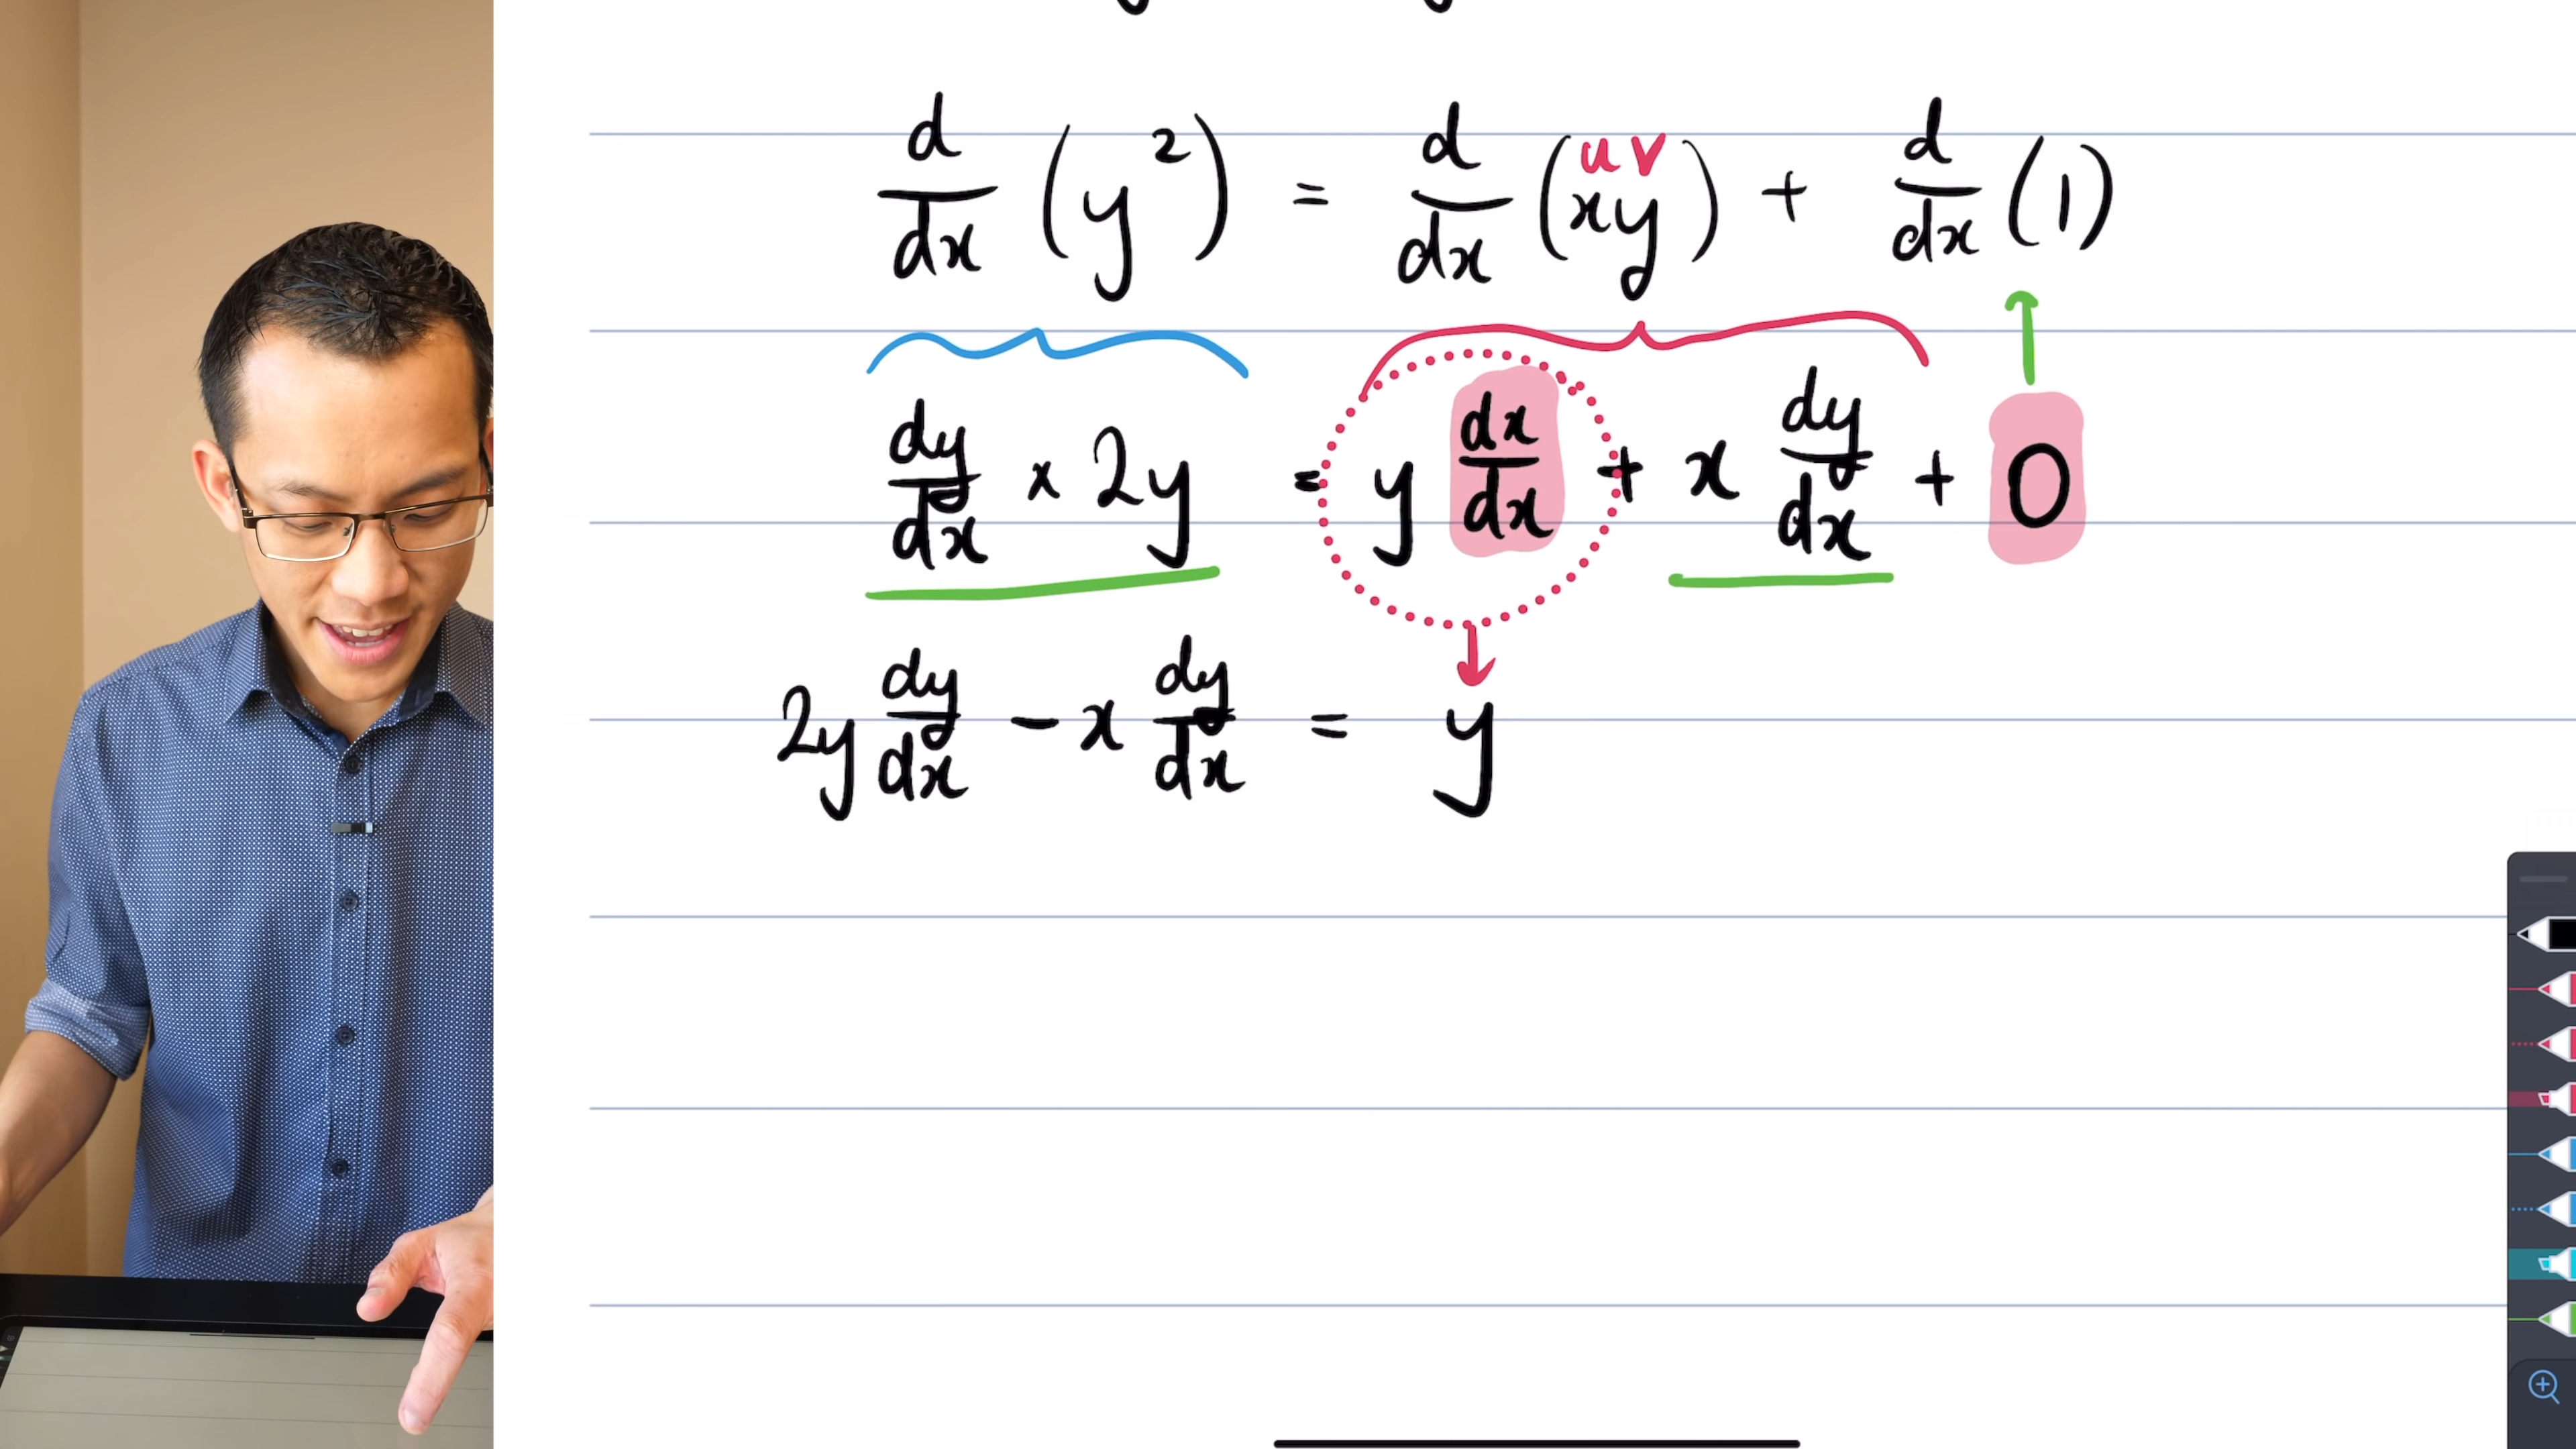 d/dx (y²) = d/dx (xy) + d/dx (1)
u v
dy/dx × 2y = y dx/dx + x dy/dx + 0
2y dy/dx − x dy/dx = y